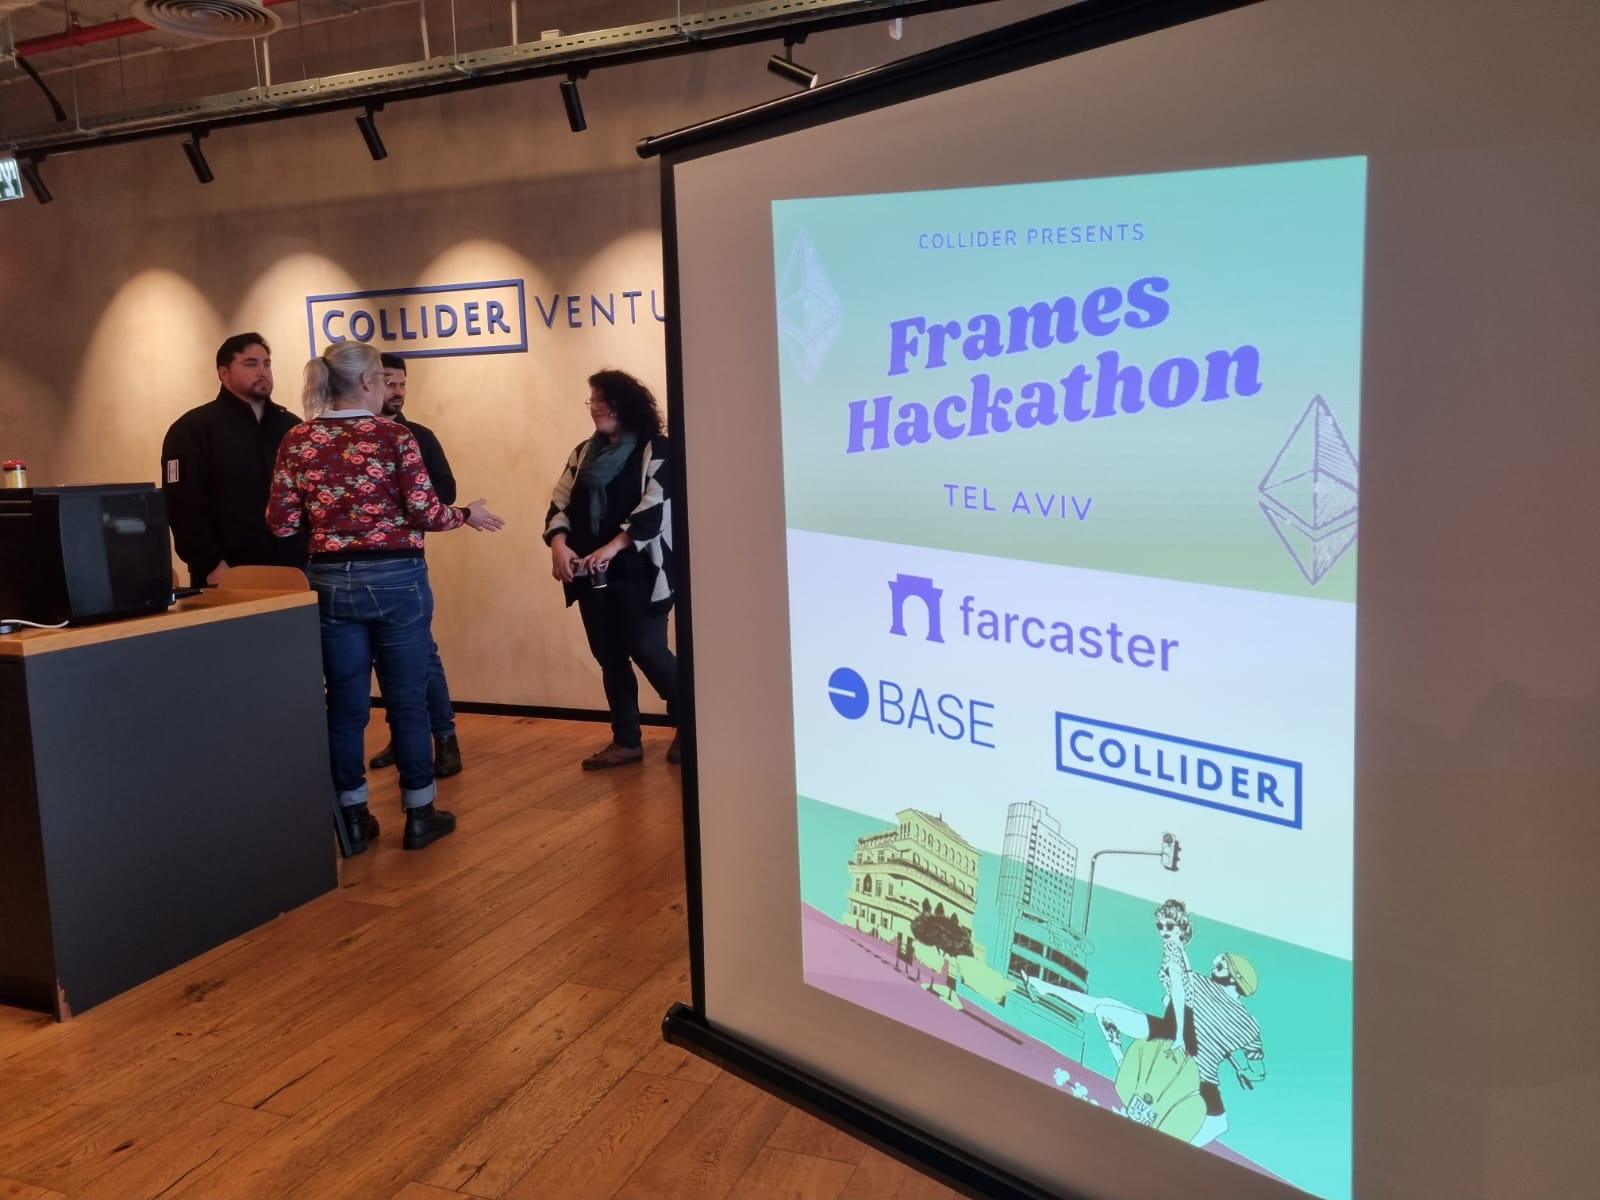 COLLIDER VENTU
COLLIDER PRESENTS
Frames
Hackathon
TEL AVIV
farcaster
BASE
COLLIDER